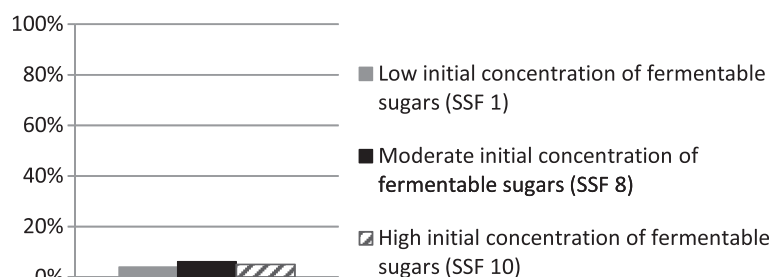 100%
80%
60%
40%
20%
0%
Low initial concentration of fermentable
sugars (SSF 1)
Moderate initial concentration of
fermentable sugars (SSF 8)
High initial concentration of fermentable
sugars (SSF 10)